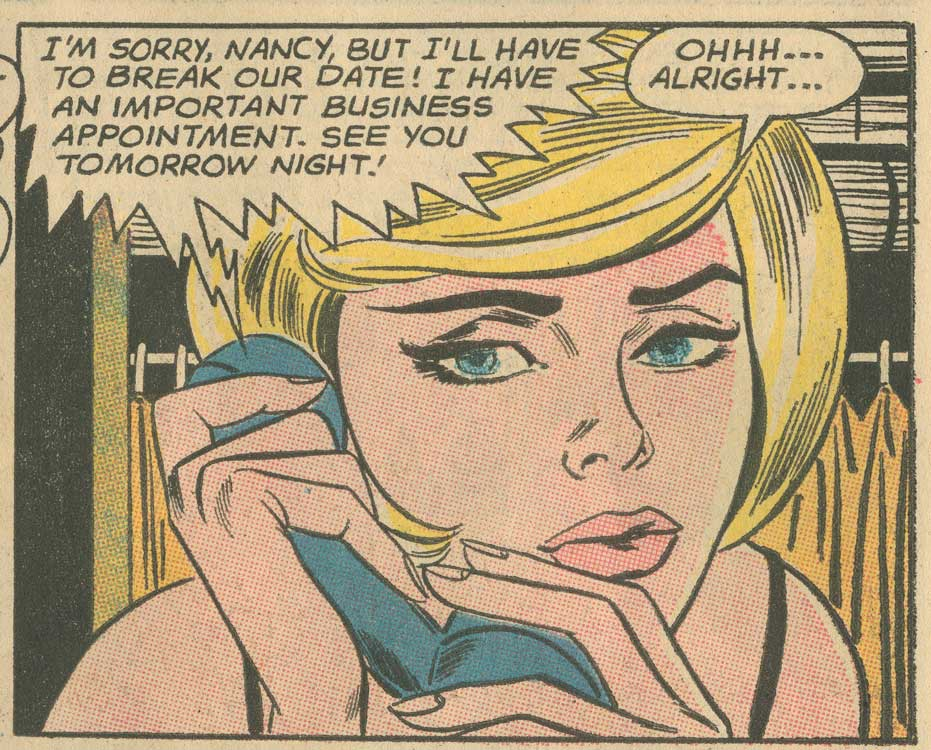 I'M SORRY, NANCY, BUT I'LL HAVE
TO BREAK OUR DATE! I HAVE
AN IMPORTANT BUSINESS
APPOINTMENT. SEE YOU
TOMORROW NIGHT!
OHHH...
ALRIGHT...